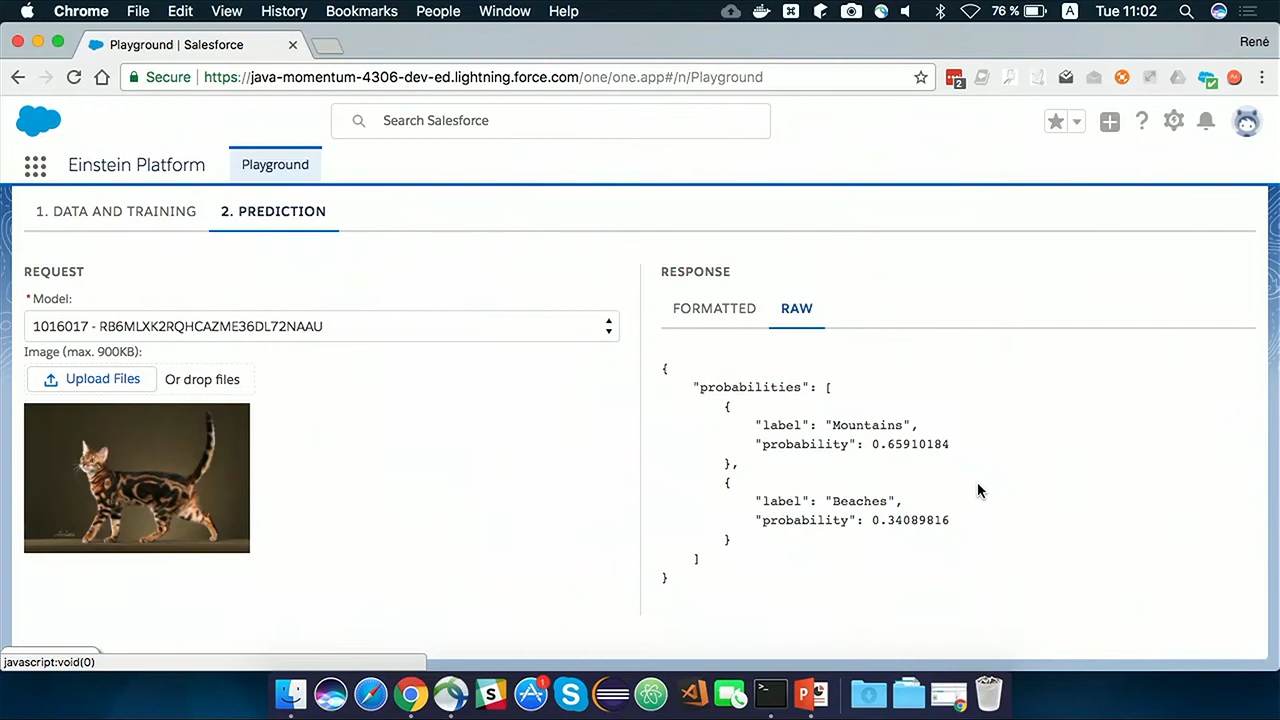 Chrome File Edit View History Bookmarks People Window Help 76 % A Tue 11:02
Playground | Salesforce
René
Secure https://java-momentum-4306-dev-ed.lightning.force.com/one/one.app#/n/Playground
2
Search Salesforce
Einstein Platform Playground
1. DATA AND TRAINING 2. PREDICTION
REQUEST
* Model:
1016017 - RB6MLXK2RQHCAZME36DL72NAAU
Image (max. 900KB):
Upload Files Or drop files
RESPONSE
FORMATTED RAW
{
"probabilities": [
{
"label": "Mountains",
"probability": 0.65910184
},
{
"label": "Beaches",
"probability": 0.34089816
}
]
}
javascript:void(0)
1